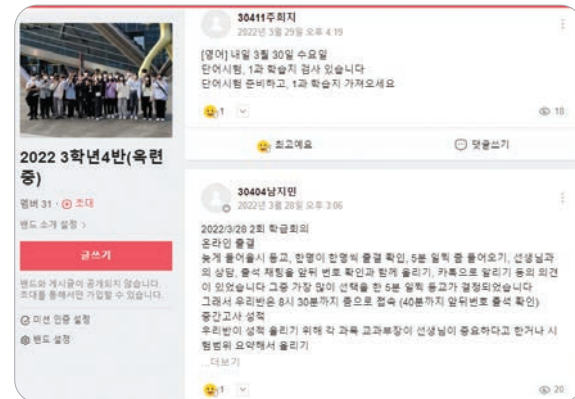 2022 3학년4반(옥련
중)
멤버 31 · 초대
밴드 소개 설정 >
글쓰기
밴드와 게시글이 공개되지 않습니다.
초대를 통해서만 가입할 수 있습니다.
미션 인증 설정
밴드 설정
30411주희지
2022년 3월 29일 오후 4:19
[영어] 내일 3월 30일 수요일
단어시험, 1과 학습지 검사 있습니다
단어시험 준비하고, 1과 학습지 가져오세요
1
18
최고예요
댓글쓰기
30404남지민
2022년 3월 28일 오후 3:06
2022/3/28 2회 학급회의
온라인 출결
늦게 들어올시 등교, 한명이 한명씩 출결 확인, 5분 일찍 줌 들어오기, 선생님과
의 상담, 출석 채팅을 앞뒤 번호 확인과 함께 올리기, 카톡으로 알리기 등의 의견
이 있었습니다 그중 가장 많이 선택을 한 5분 일찍 등교가 결정되었습니다
그래서 우리반은 8시 30분까지 줌으로 접속 (40분까지 앞뒤번호 출석 확인)
중간고사 성적
우리반이 성적 올리기 위해 각 과목 교과부장이 선생님이 중요하다고 한거나 시
험범위 요약해서 올리기
...더보기
1
20